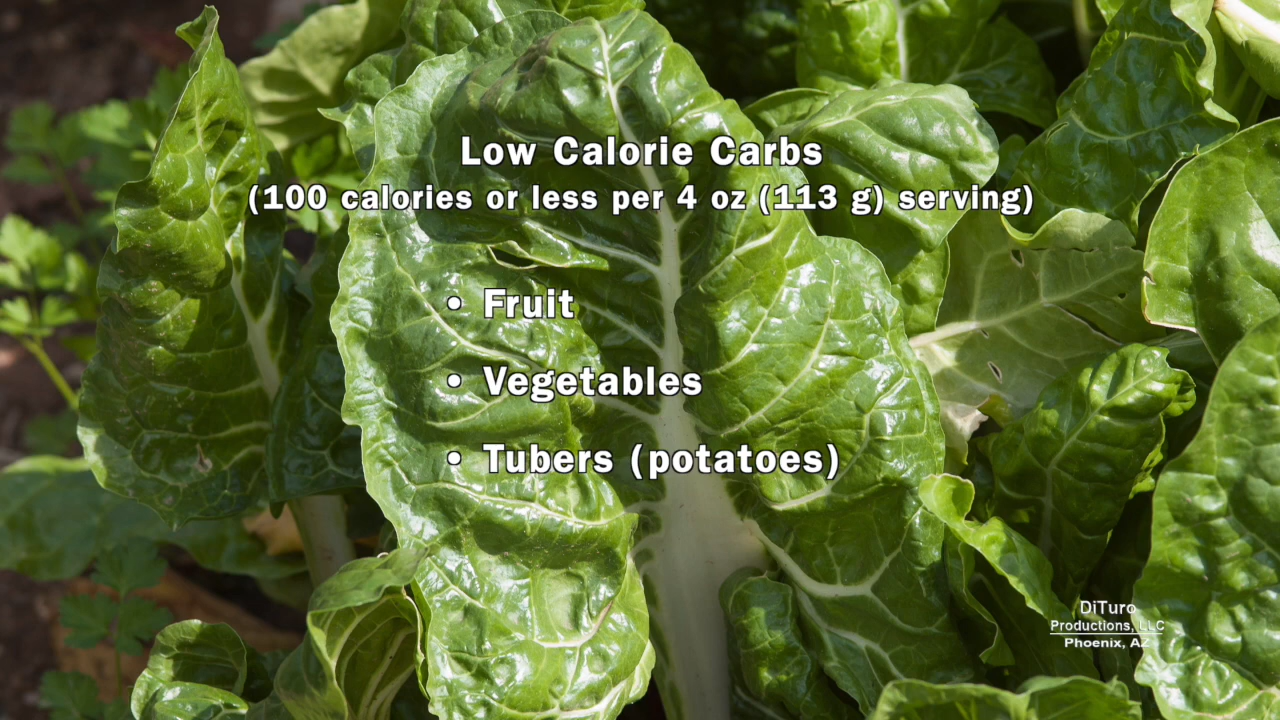 Low Calorie Carbs
(100 calories or less per 4 oz (113 g) serving)
• Fruit
• Vegetables
• Tubers (potatoes)
DiTuro
Productions, LLC
Phoenix, AZ